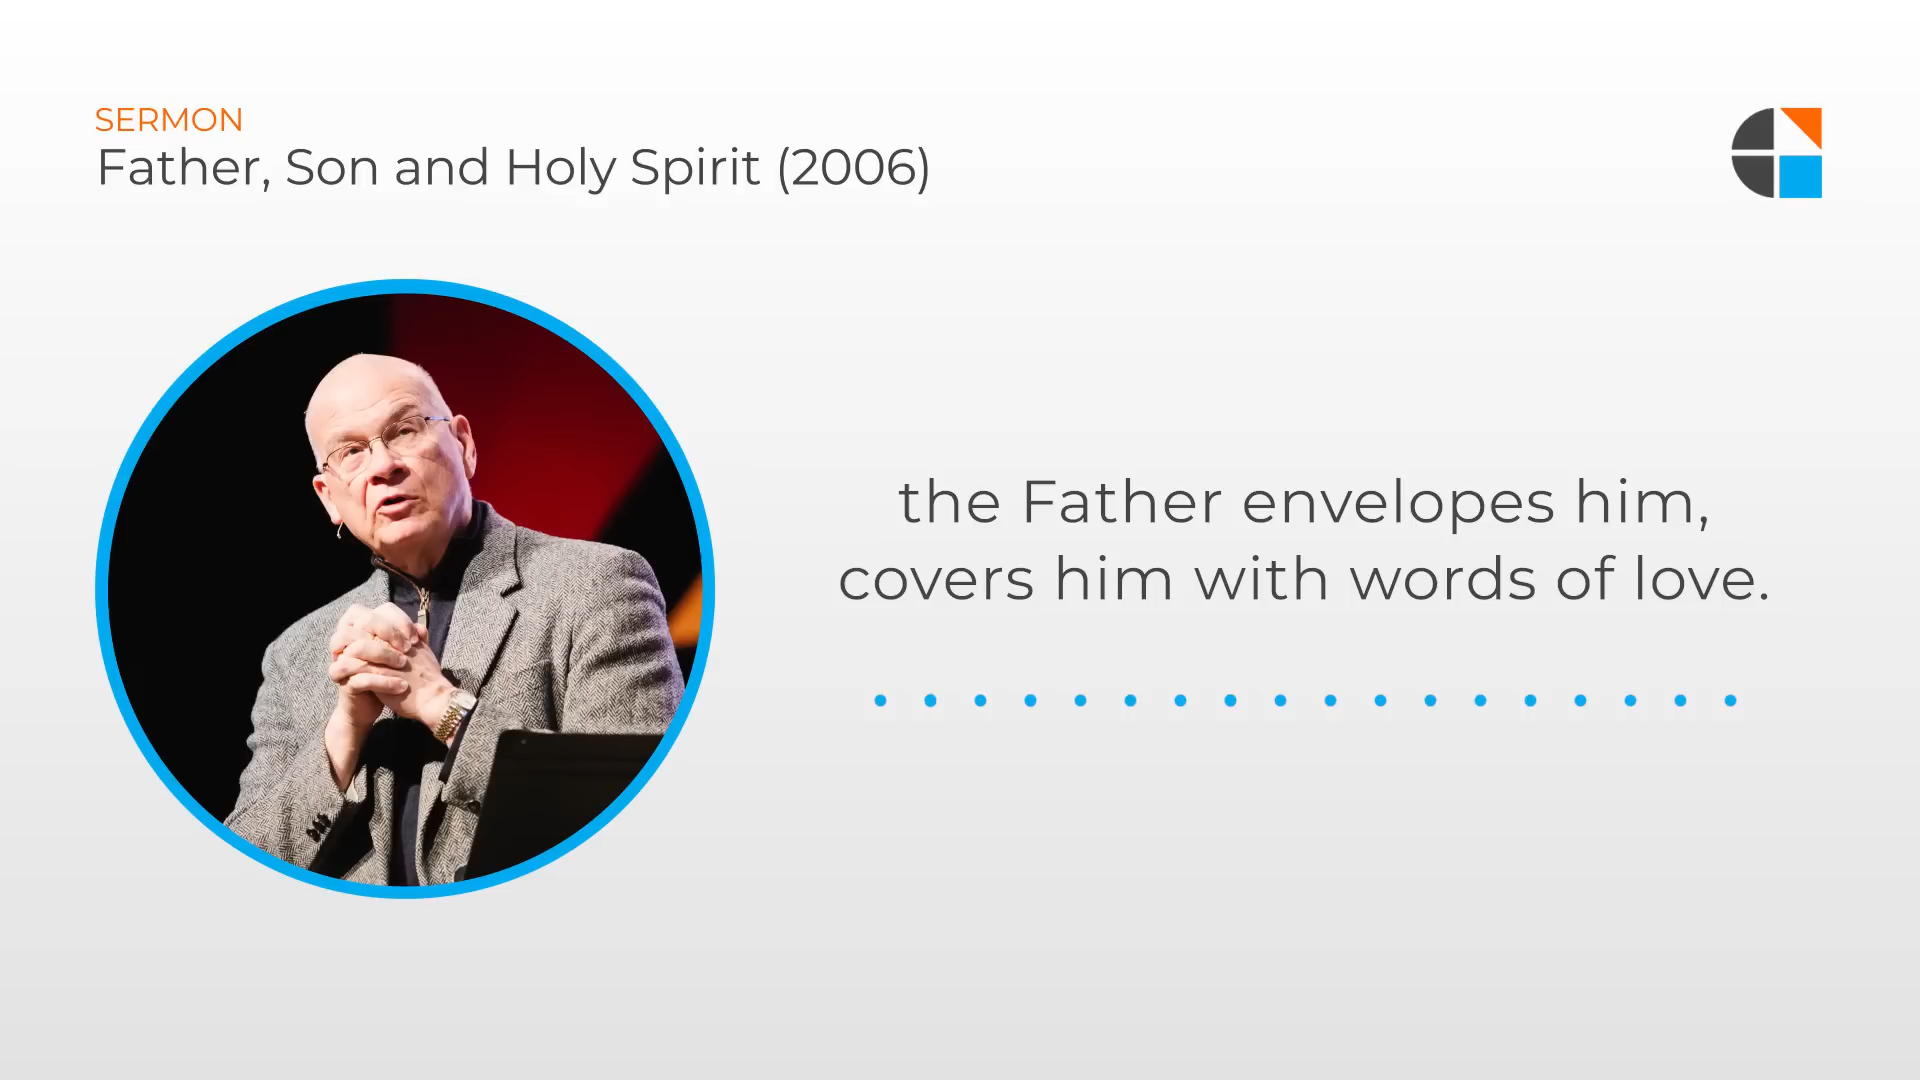 SERMON
Father, Son and Holy Spirit (2006)
the Father envelopes him,
covers him with words of love.